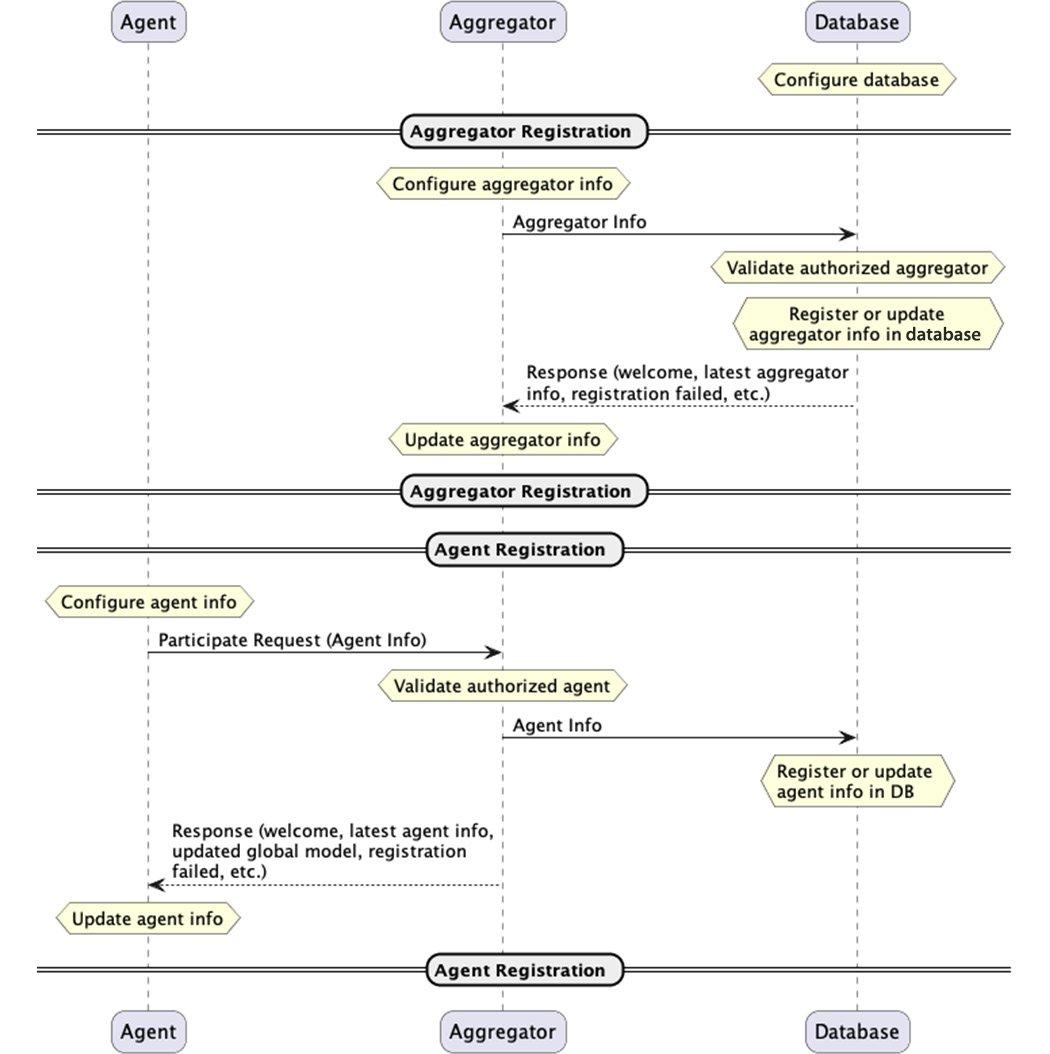 Agent
Aggregator
Database
Configure database
Aggregator Registration
Configure aggregator info
Aggregator Info
Validate authorized aggregator
Register or update
aggregator info in database
Response (welcome, latest aggregator
info, registration failed, etc.)
Update aggregator info
Aggregator Registration
Agent Registration
Configure agent info
Participate Request (Agent Info)
Validate authorized agent
Agent Info
Register or update
agent info in DB
Response (welcome, latest agent info,
updated global model, registration
failed, etc.)
Update agent info
Agent Registration
Agent
Aggregator
Database